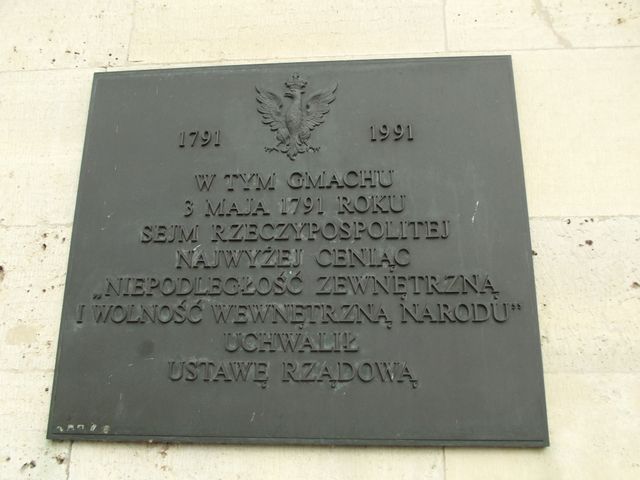 1791 1991
W TYM GMACHU
3 MAJA 1791 ROKU
SEJM RZECZYPOSPOLITEJ
NAJWYŻEJ CENIĄC
„NIEPODLEGŁOŚĆ ZEWNĘTRZNĄ
I WOLNOŚĆ WEWNĘTRZNĄ NARODU”
UCHWALIŁ
USTAWĘ RZĄDOWĄ